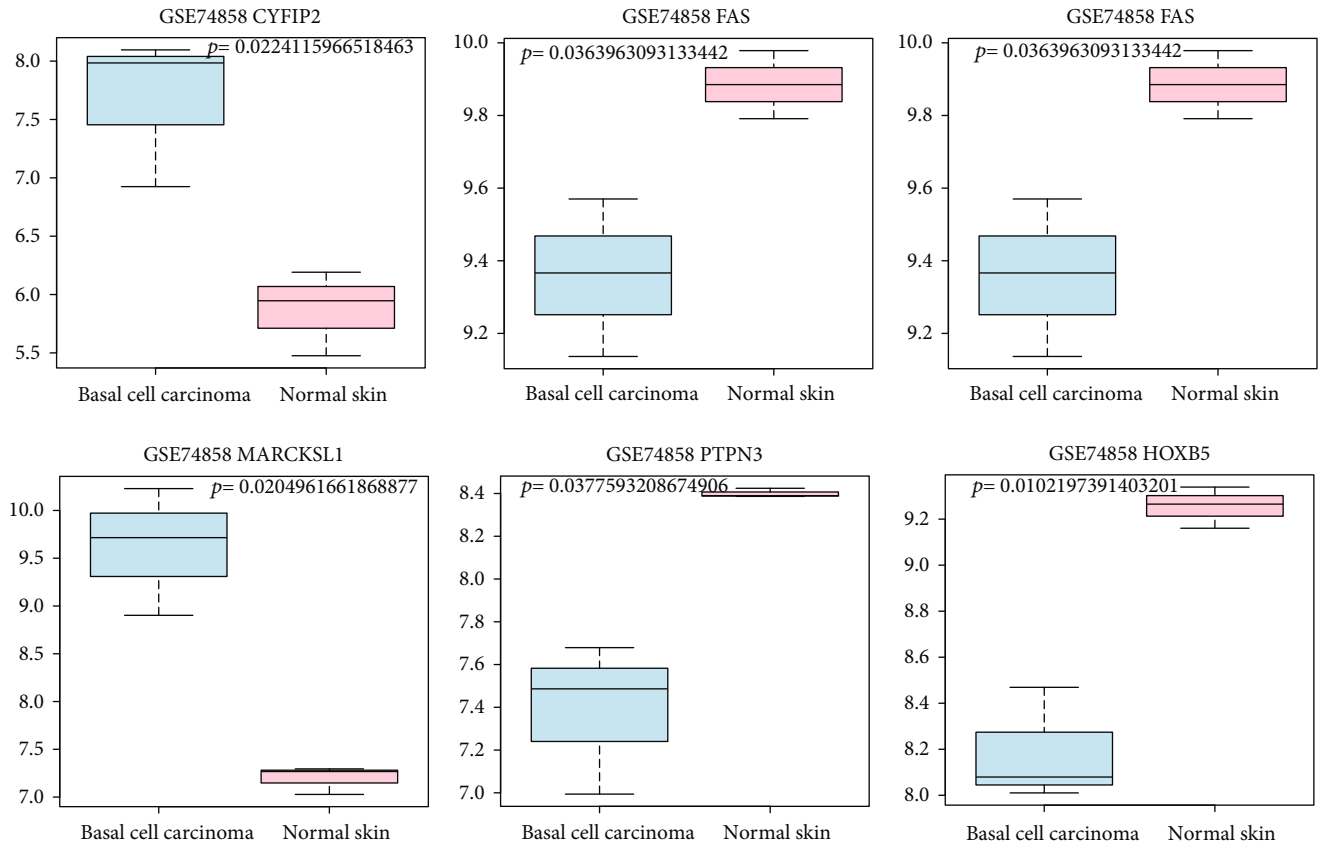 GSE74858 CYFIP2
p= 0.0224115966518463
8.0
7.5
7.0
6.5
6.0
5.5
Basal cell carcinoma Normal skin
GSE74858 FAS
p= 0.0363963093133442
10.0
9.8
9.6
9.4
9.2
Basal cell carcinoma Normal skin
GSE74858 FAS
p= 0.0363963093133442
10.0
9.8
9.6
9.4
9.2
Basal cell carcinoma Normal skin
GSE74858 MARCKSL1
p= 0.0204961661868877
10.0
9.5
9.0
8.5
8.0
7.5
7.0
Basal cell carcinoma Normal skin
GSE74858 PTPN3
p= 0.0377593208674906
8.4
8.2
8.0
7.8
7.6
7.4
7.2
7.0
Basal cell carcinoma Normal skin
GSE74858 HOXB5
p= 0.0102197391403201
9.2
9.0
8.8
8.6
8.4
8.2
8.0
Basal cell carcinoma Normal skin